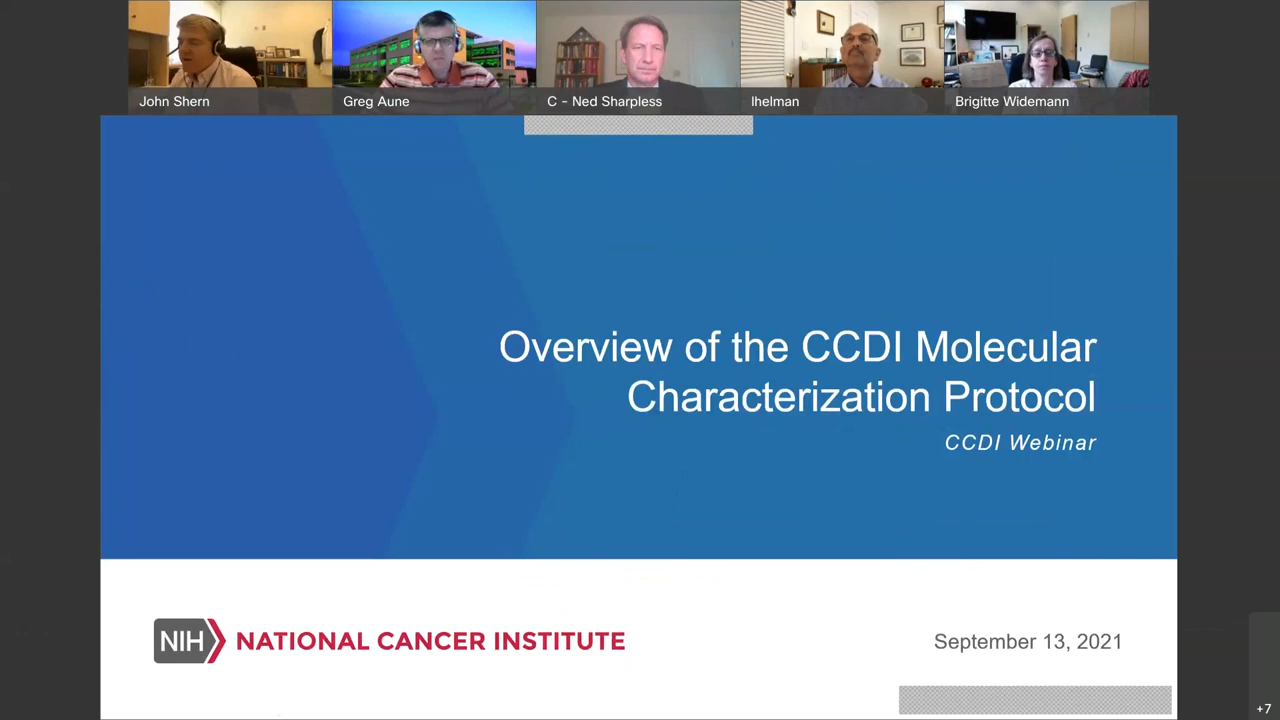 John Shern
Greg Aune
C - Ned Sharpless
lhelman
Brigitte Widemann
Overview of the CCDI Molecular
Characterization Protocol
CCDI Webinar
NIH NATIONAL CANCER INSTITUTE
September 13, 2021
+7